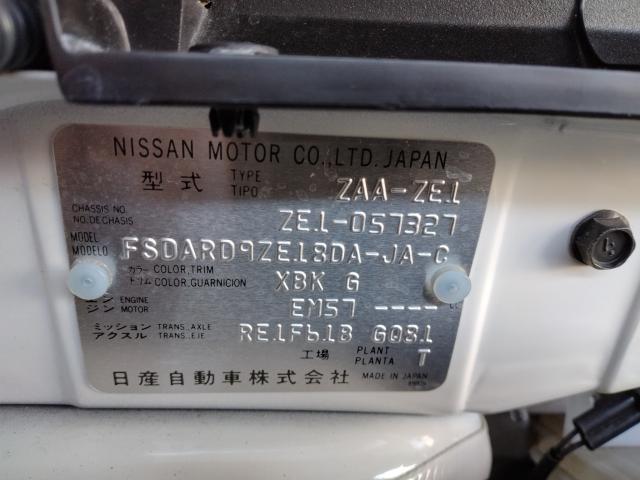 NISSAN MOTOR CO.,LTD. JAPAN
型式 TYPE TIPO ZAA-ZE1
CHASSIS NO. NO. DE CHASIS ZE1-057327
MODEL MODELO FSDARD9ZE18DA-JA-C
カラー トリム COLOR, TRIM COLOR, GUARNICION XBK G
エンジン ENGINE MOTOR EM57 ---- cc
ミッション アクスル TRANS. AXLE TRANS. EJE RE1F61B G081
工場 PLANT PLANTA T
日産自動車株式会社 MADE IN JAPAN